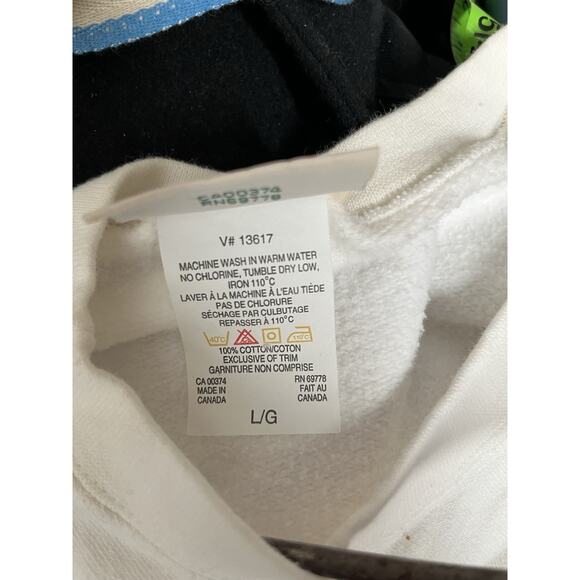 CA00374
RN69778
V# 13617
MACHINE WASH IN WARM WATER
NO CHLORINE, TUMBLE DRY LOW,
IRON 110°C
LAVER À LA MACHINE À L'EAU TIÈDE
PAS DE CHLORURE
SÉCHAGE PAR CULBUTAGE
REPASSER À 110°C
40°C 110°C
100% COTTON/COTON
EXCLUSIVE OF TRIM
GARNITURE NON COMPRISE
CA 00374 RN 69778
MADE IN FAIT AU
CANADA CANADA
L/G